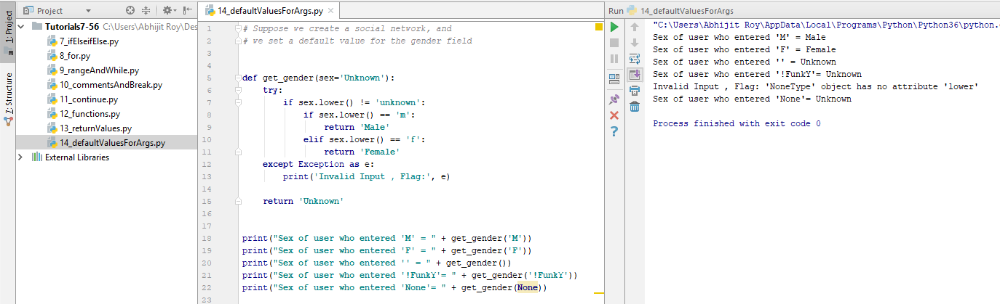 Project
1: Project
7: Structure
Tutorials7-56 C:\Users\Abhijit Roy\Des
7_ifElseifElse.py
8_for.py
9_rangeAndWhile.py
10_commentsAndBreak.py
11_continue.py
12_functions.py
13_returnValues.py
14_defaultValuesForArgs.py
External Libraries
14_defaultValuesForArgs.py
1 # Suppose we create a social network, and
2 # we set a default value for the gender field
3
4
5 def get_gender(sex='Unknown'):
6 try:
7 if sex.lower() != 'unknown':
8 if sex.lower() == 'm':
9 return 'Male'
10 elif sex.lower() == 'f':
11 return 'Female'
12 except Exception as e:
13 print('Invalid Input , Flag:', e)
14
15 return 'Unknown'
16
17
18 print("Sex of user who entered 'M' = " + get_gender('M'))
19 print("Sex of user who entered 'F' = " + get_gender('F'))
20 print("Sex of user who entered '' = " + get_gender())
21 print("Sex of user who entered '!FunkY'= " + get_gender('!FunkY'))
22 print("Sex of user who entered 'None'= " + get_gender(None))
23
Run 14_defaultValuesForArgs
"C:\Users\Abhijit Roy\AppData\Local\Programs\Python\Python36\python.
Sex of user who entered 'M' = Male
Sex of user who entered 'F' = Female
Sex of user who entered '' = Unknown
Sex of user who entered '!FunkY'= Unknown
Invalid Input , Flag: 'NoneType' object has no attribute 'lower'
Sex of user who entered 'None'= Unknown
Process finished with exit code 0